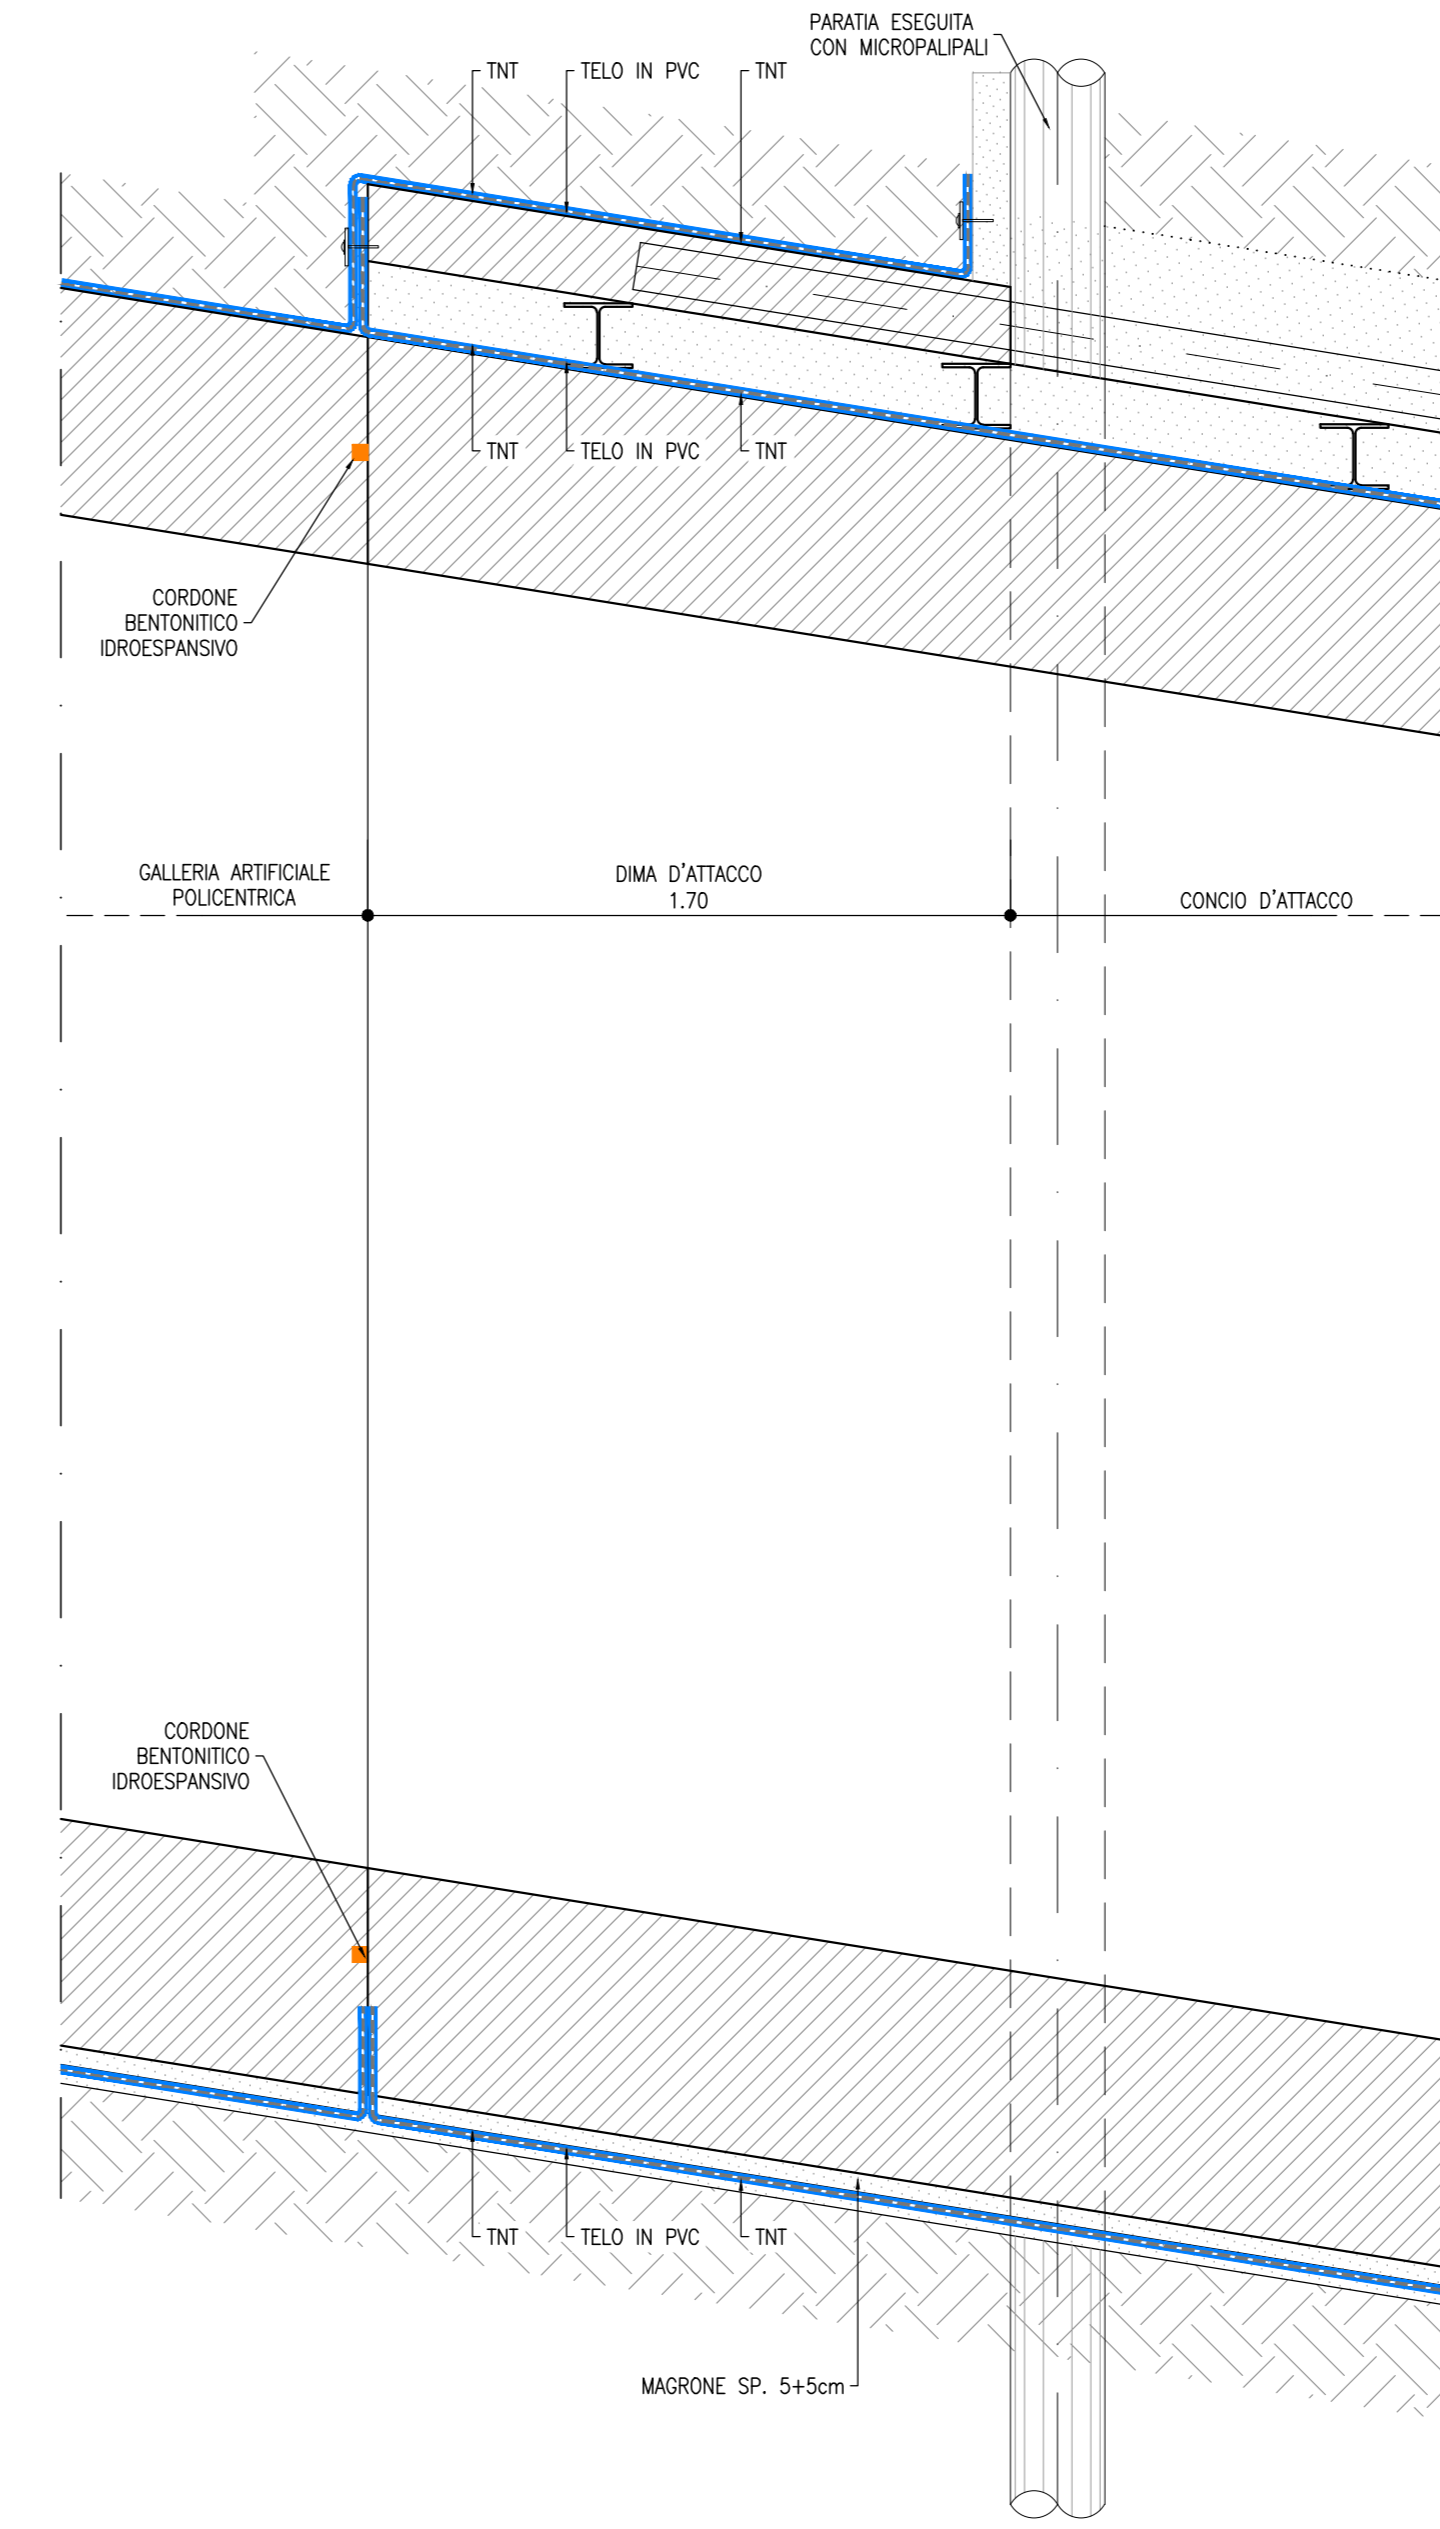 PARATIA ESEGUITA
CON MICROPALIPALI
TNT
TELO IN PVC
TNT
TNT
TELO IN PVC
TNT
CORDONE
BENTONITICO
IDROESPANSIVO
GALLERIA ARTIFICIALE
POLICENTRICA
DIMA D'ATTACCO
1.70
CONCIO D'ATTACCO
CORDONE
BENTONITICO
IDROESPANSIVO
TNT
TELO IN PVC
TNT
MAGRONE SP. 5+5cm